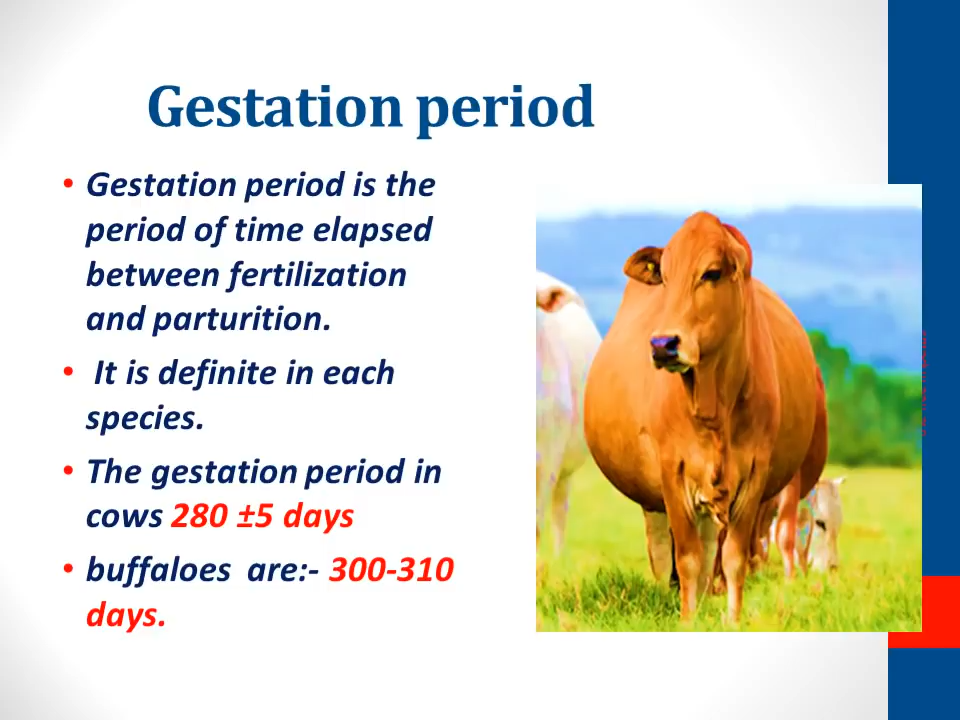 Gestation period
• Gestation period is the
period of time elapsed
between fertilization
and parturition.
• It is definite in each
species.
• The gestation period in
cows 280 ±5 days
• buffaloes are:- 300-310
days.